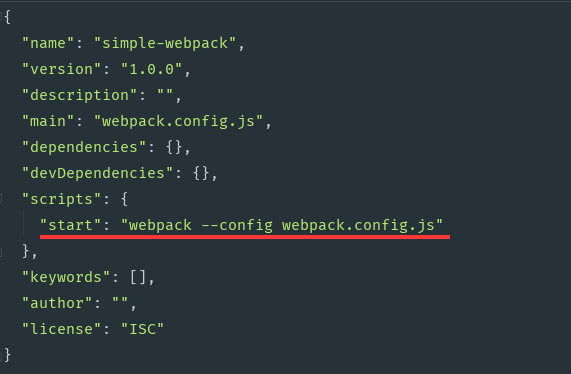 {
  "name": "simple-webpack",
  "version": "1.0.0",
  "description": "",
  "main": "webpack.config.js",
  "dependencies": {},
  "devDependencies": {},
  "scripts": {
    "start": "webpack --config webpack.config.js"
  },
  "keywords": [],
  "author": "",
  "license": "ISC"
}